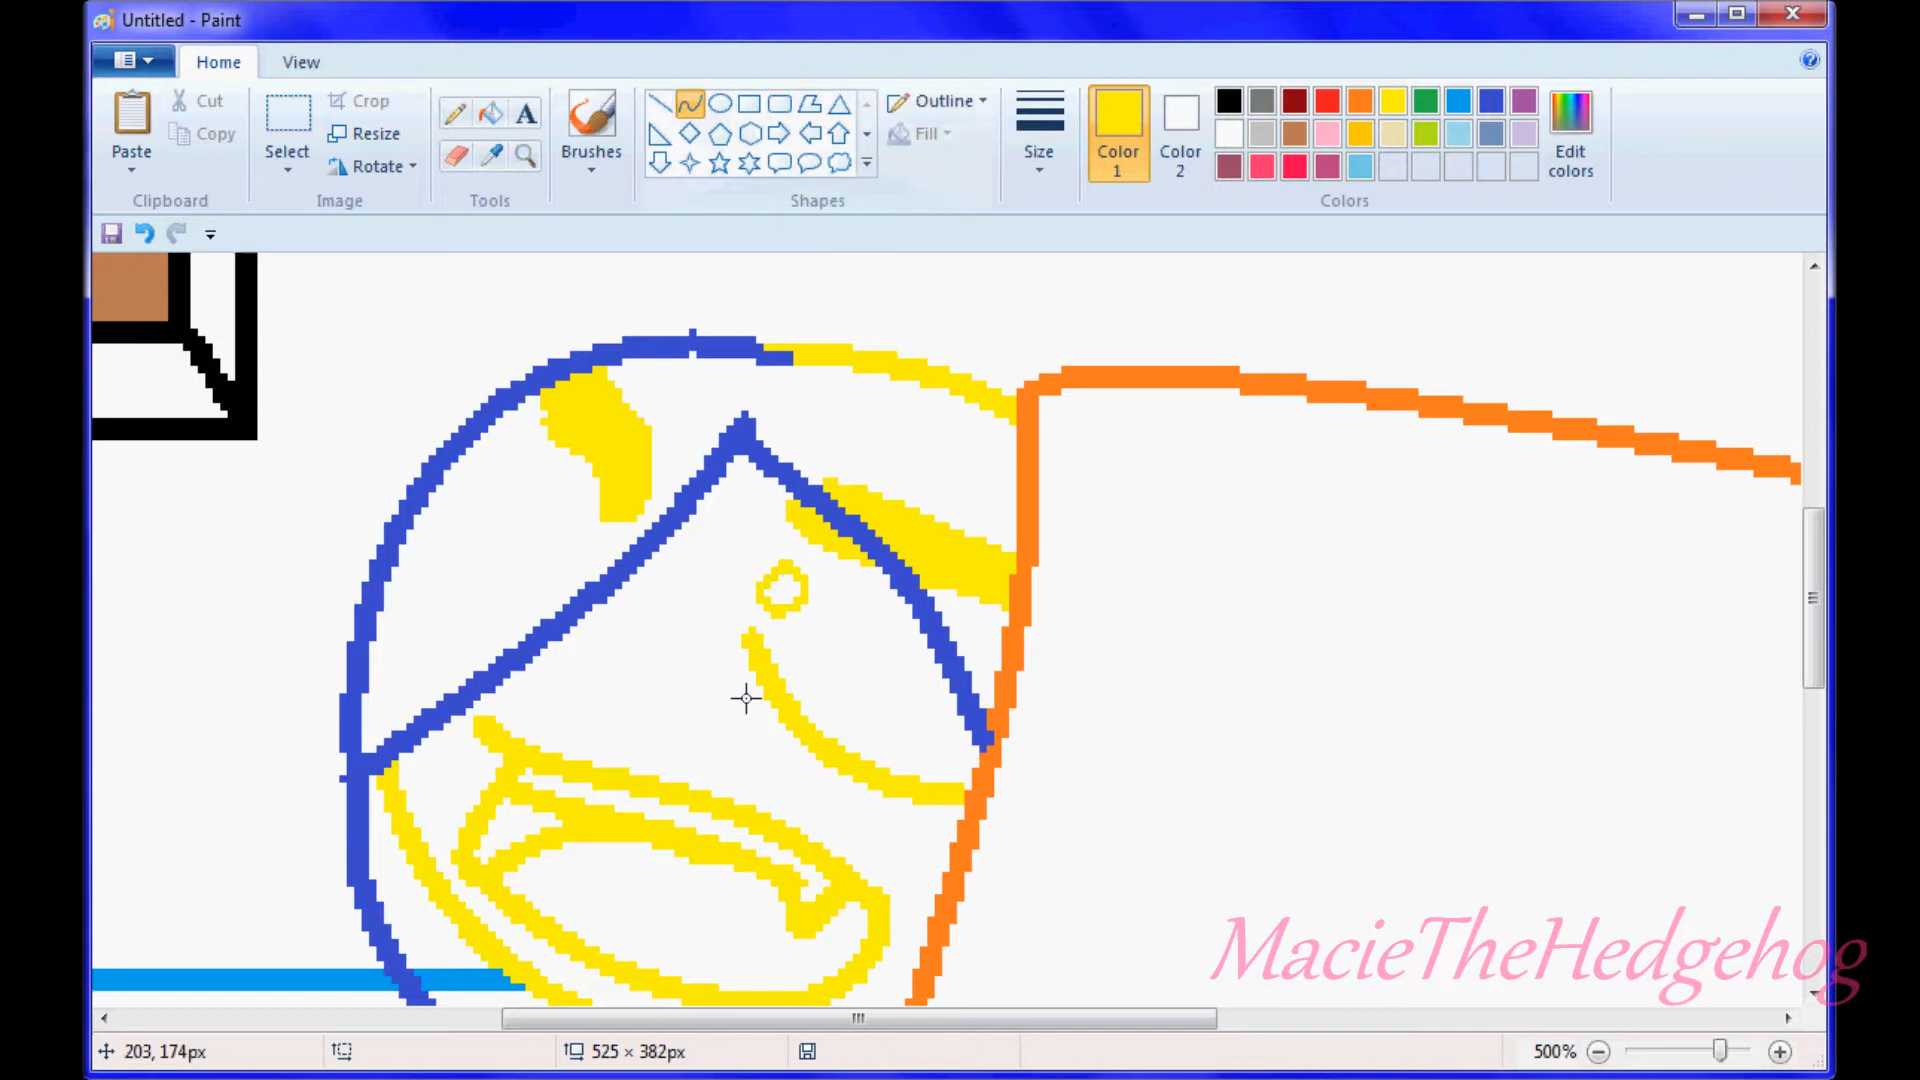 Untitled - Paint
Home View
Paste
Cut
Copy
Clipboard
Select
Crop
Resize
Rotate
Image
A
Tools
Brushes
Outline
Fill
Shapes
Size
Color
1
Color
2
Edit
colors
Colors
MacieTheHedgehog
203, 174px
525 × 382px
500%